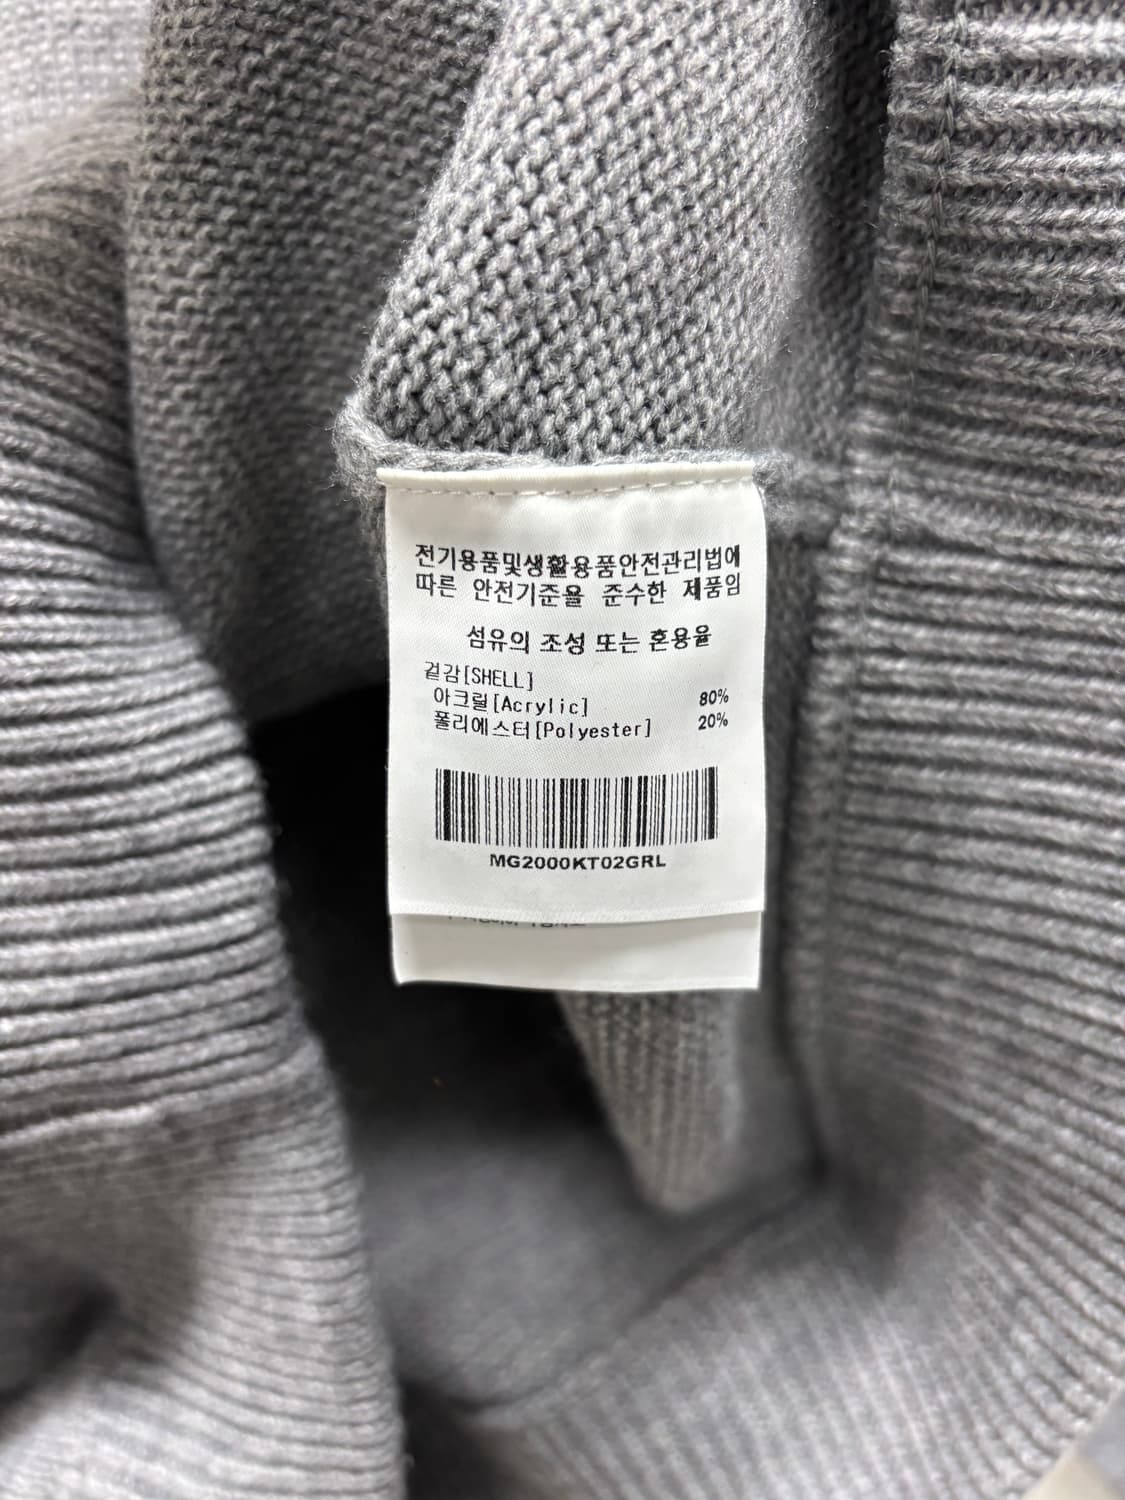 전기용품및생활용품안전관리법에
따른 안전기준을 준수한 제품임
섬유의 조성 또는 혼용율
겉감[SHELL]
아크릴[Acrylic] 80%
폴리에스터[Polyester] 20%
MG2000KT02GRL